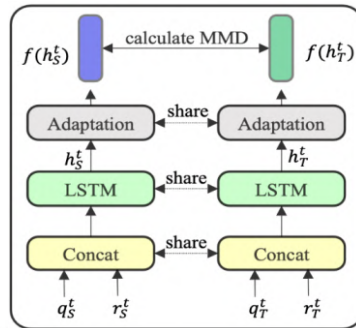 calculate MMD
f(h_S^t) f(h_T^t)
share
Adaptation Adaptation
h_S^t h_T^t
share
LSTM LSTM
share
Concat Concat
q_S^t r_S^t q_T^t r_T^t